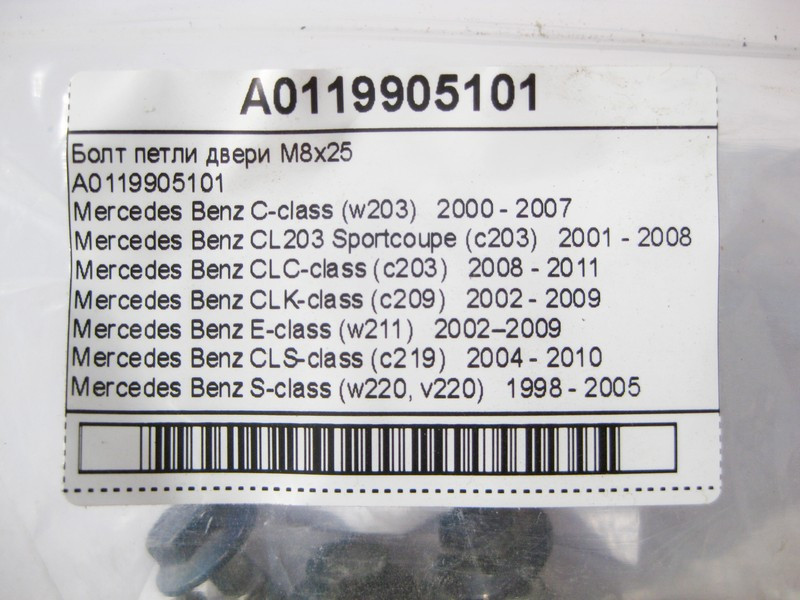 A0119905101
Болт петли двери M8x25
A0119905101
Mercedes Benz C-class (w203) 2000 - 2007
Mercedes Benz CL203 Sportcoupe (c203) 2001 - 2008
Mercedes Benz CLC-class (c203) 2008 - 2011
Mercedes Benz CLK-class (c209) 2002 - 2009
Mercedes Benz E-class (w211) 2002–2009
Mercedes Benz CLS-class (c219) 2004 - 2010
Mercedes Benz S-class (w220, v220) 1998 - 2005